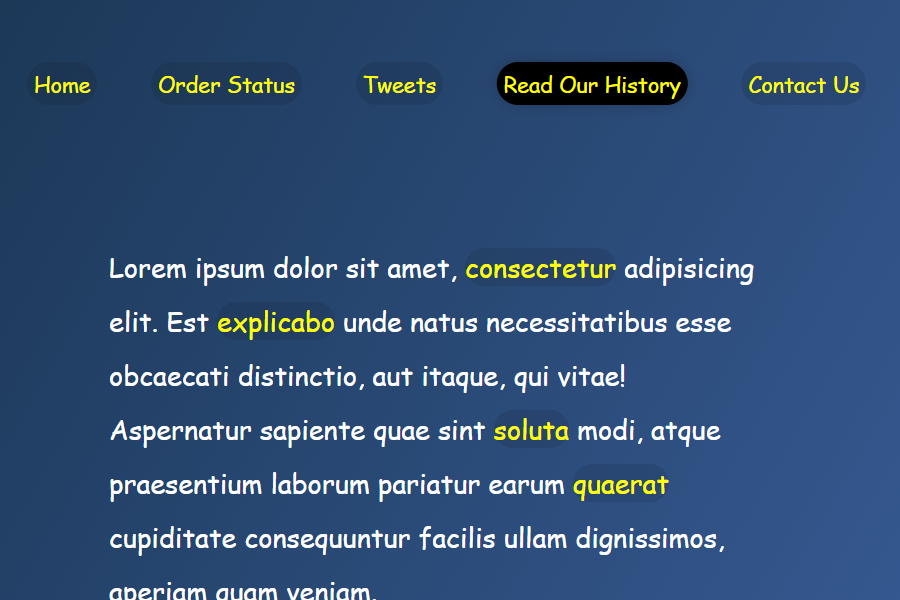 Home Order Status Tweets Read Our History Contact Us
Lorem ipsum dolor sit amet, consectetur adipisicing
elit. Est explicabo unde natus necessitatibus esse
obcaecati distinctio, aut itaque, qui vitae!
Aspernatur sapiente quae sint soluta modi, atque
praesentium laborum pariatur earum quaerat
cupiditate consequuntur facilis ullam dignissimos,
aperiam quam veniam.